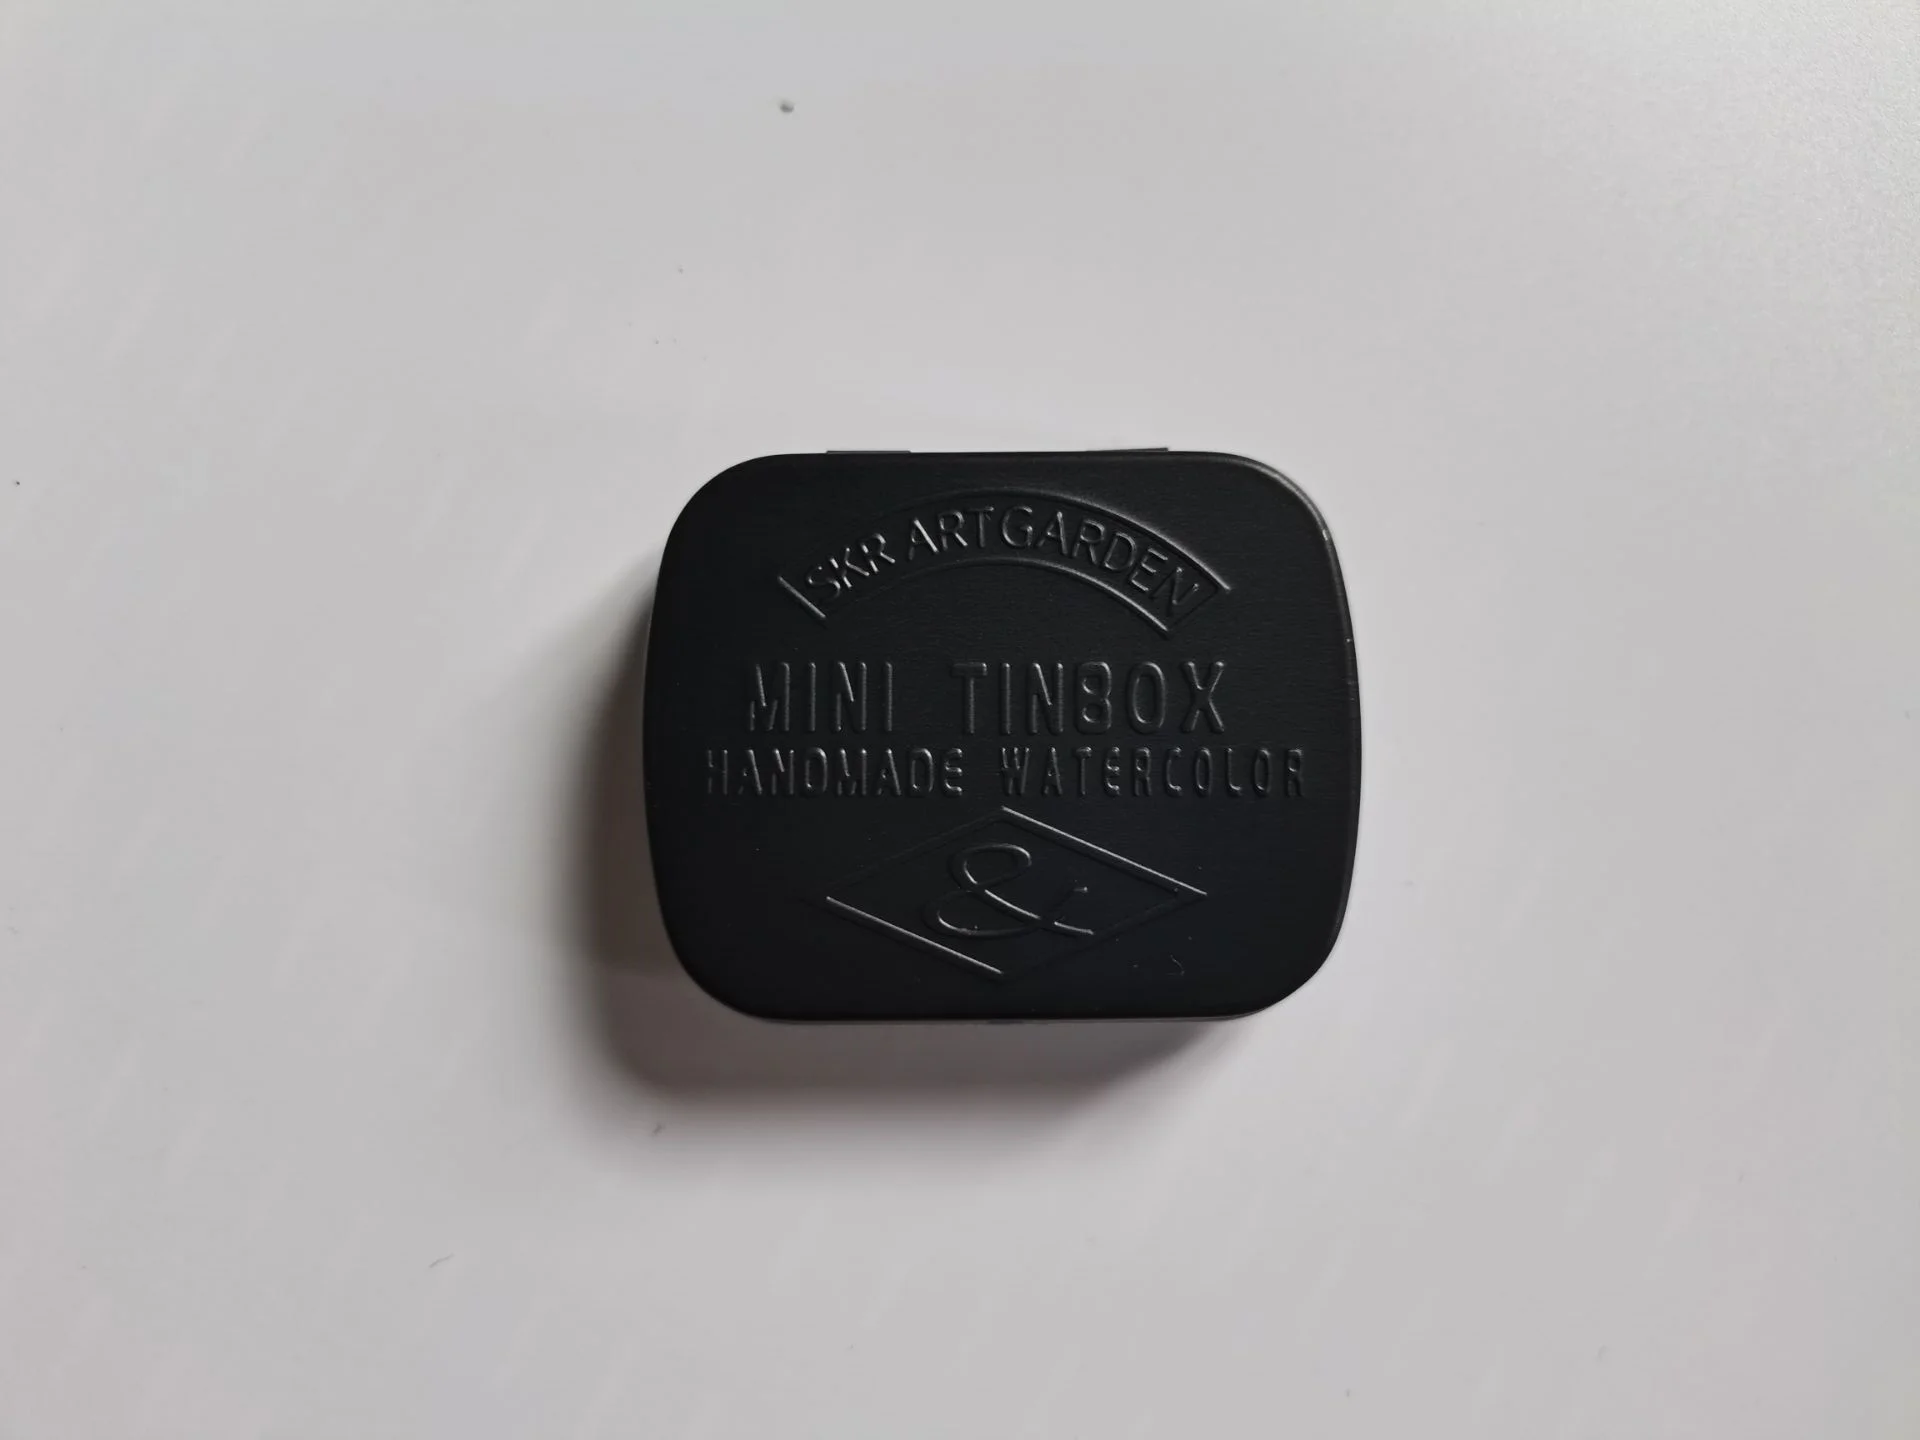 SKR ARTGARDEN
MINI TINBOX
HANDMADE WATERCOLOR
&